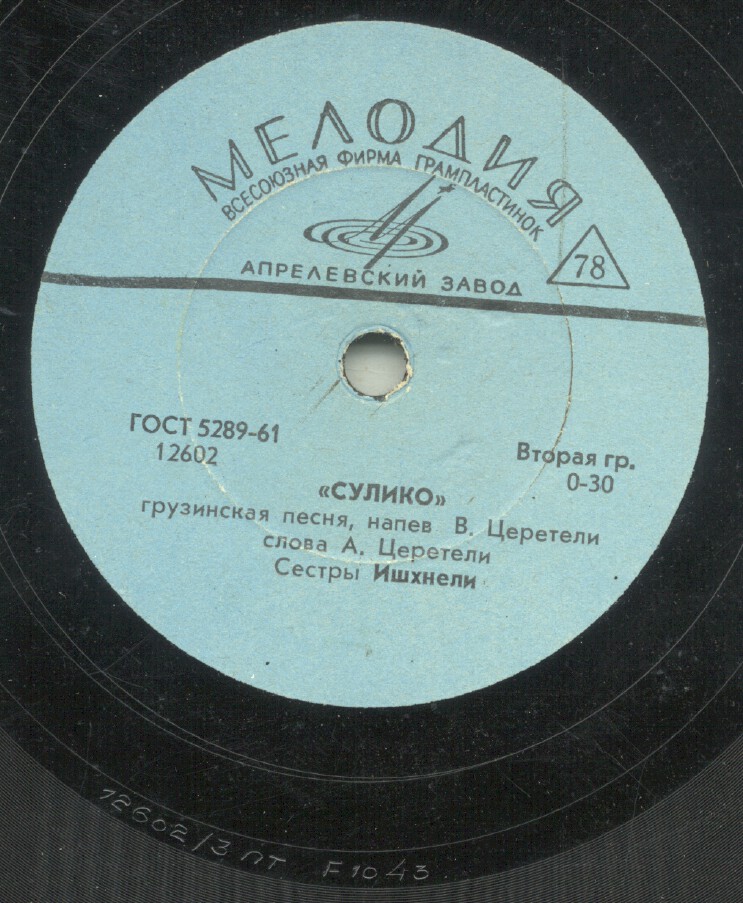 МЕЛОДИЯ
ВСЕСОЮЗНАЯ ФИРМА ГРАМПЛАСТИНОК
АПРЕЛЕВСКИЙ ЗАВОД
78
ГОСТ 5289-61
12602
Вторая гр.
0-30
«СУЛИКО»
грузинская песня, напев В. Церетели
слова А. Церетели
Сестры Ишхнели
12602/3 ПТ F1043